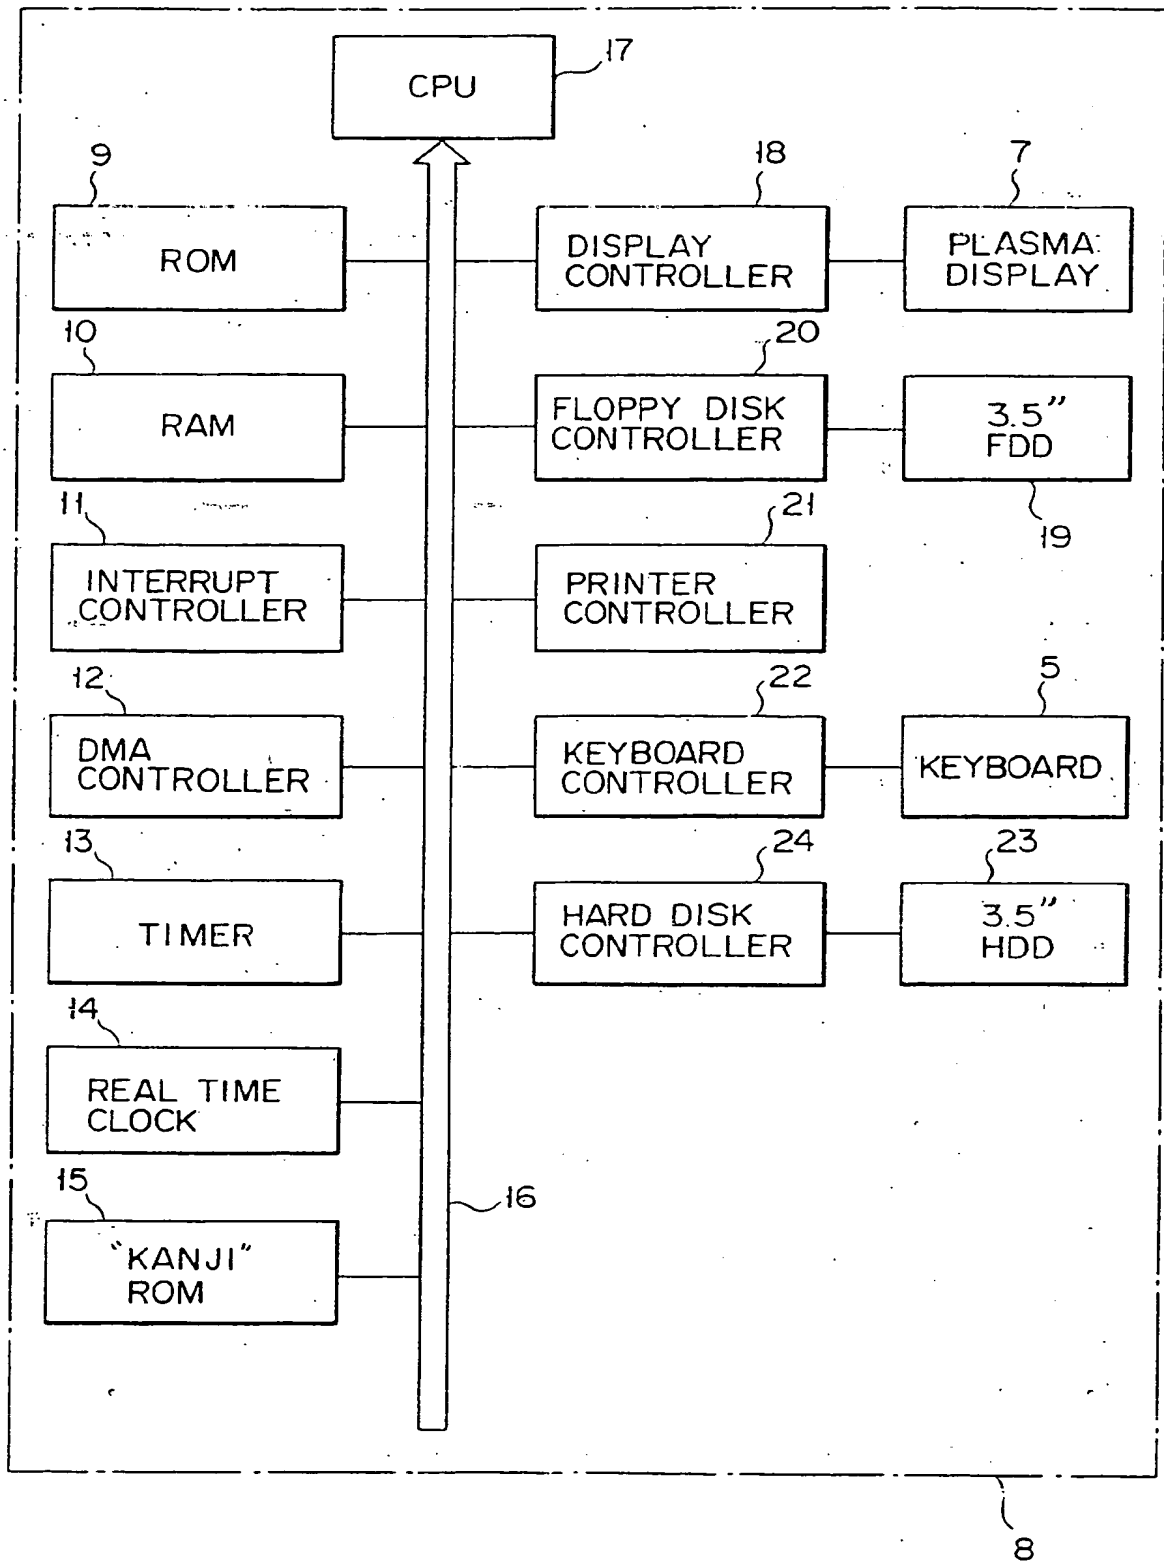 17
CPU
9
ROM
18
DISPLAY
CONTROLLER
7
PLASMA
DISPLAY
10
RAM
20
FLOPPY DISK
CONTROLLER
3.5"
FDD
19
11
INTERRUPT
CONTROLLER
21
PRINTER
CONTROLLER
12
DMA
CONTROLLER
22
KEYBOARD
CONTROLLER
5
KEYBOARD
13
TIMER
24
HARD DISK
CONTROLLER
23
3.5"
HDD
14
REAL TIME
CLOCK
15
"KANJI"
ROM
16
8